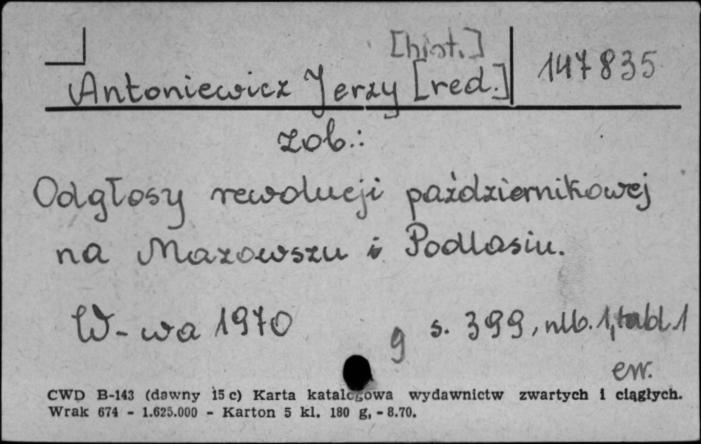 [hist.]
Antoniewicz Jerzy [red.] 147835
zob.:
Odgłosy rewolucji październikowej
na Mazowszu i Podlasiu.
W-wa 1970 g s. 399, nlb. 1, tabl. 1
ew.
CWD B-143 (dawny 15 c) Karta katalogowa wydawnictw zwartych i ciągłych.
Wrak 674 - 1.625.000 - Karton 5 kl. 180 g, - 8.70.